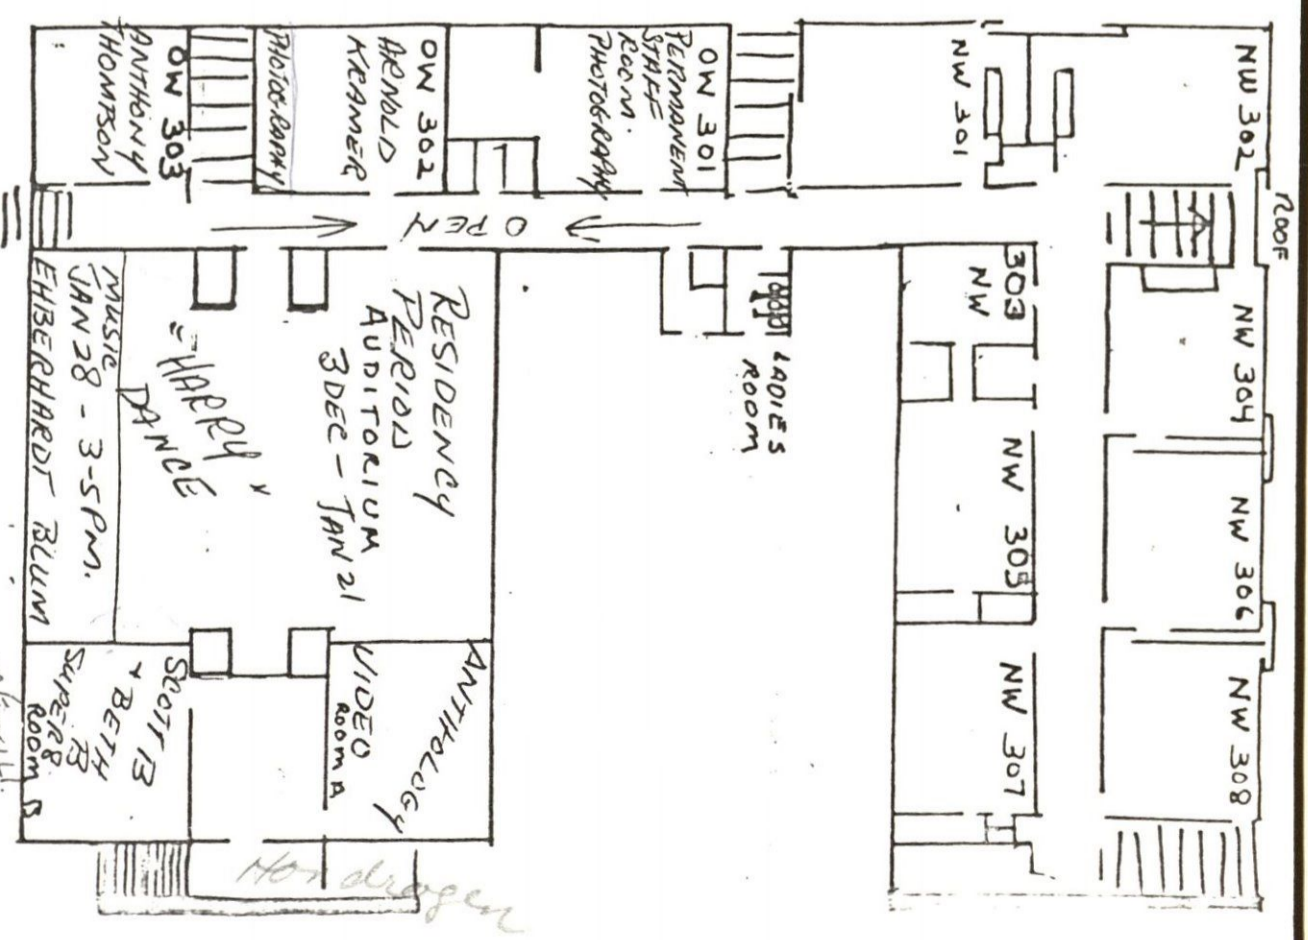 OW 303
ANTHONY
THOMPSON
OW 302
ARNOLD
KRAMER
PHOTOGRAPHY
OW 301
PERMANENT
STAFF
ROOM.
PHOTOGRAPHY
NW 301
NW 302
ROOF
OPEN
303
NW
NW 304
NW 305
NW 306
NW 307
NW 308
LADIES
ROOM
RESIDENCY
PERIOD
AUDITORIUM
3 DEC - JAN 21
"HARRY"
DANCE
MUSIC
JAN 28 - 3-5 PM.
EHBERHARDT BLUM
ANTHOLOGY
VIDEO
ROOM A
SCOTT B
+ BETH
B
SUPER 8
ROOM B